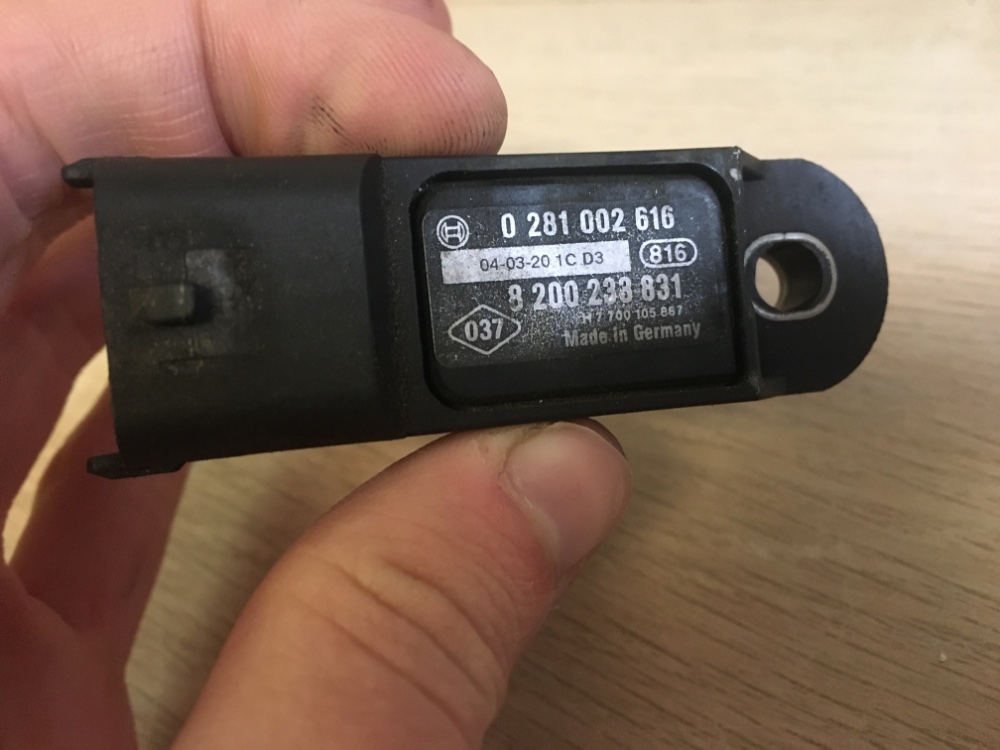 0 281 002 616
04-03-20 1C D3 816
8 200 233 831
H 7 700 105 867
037 Made in Germany